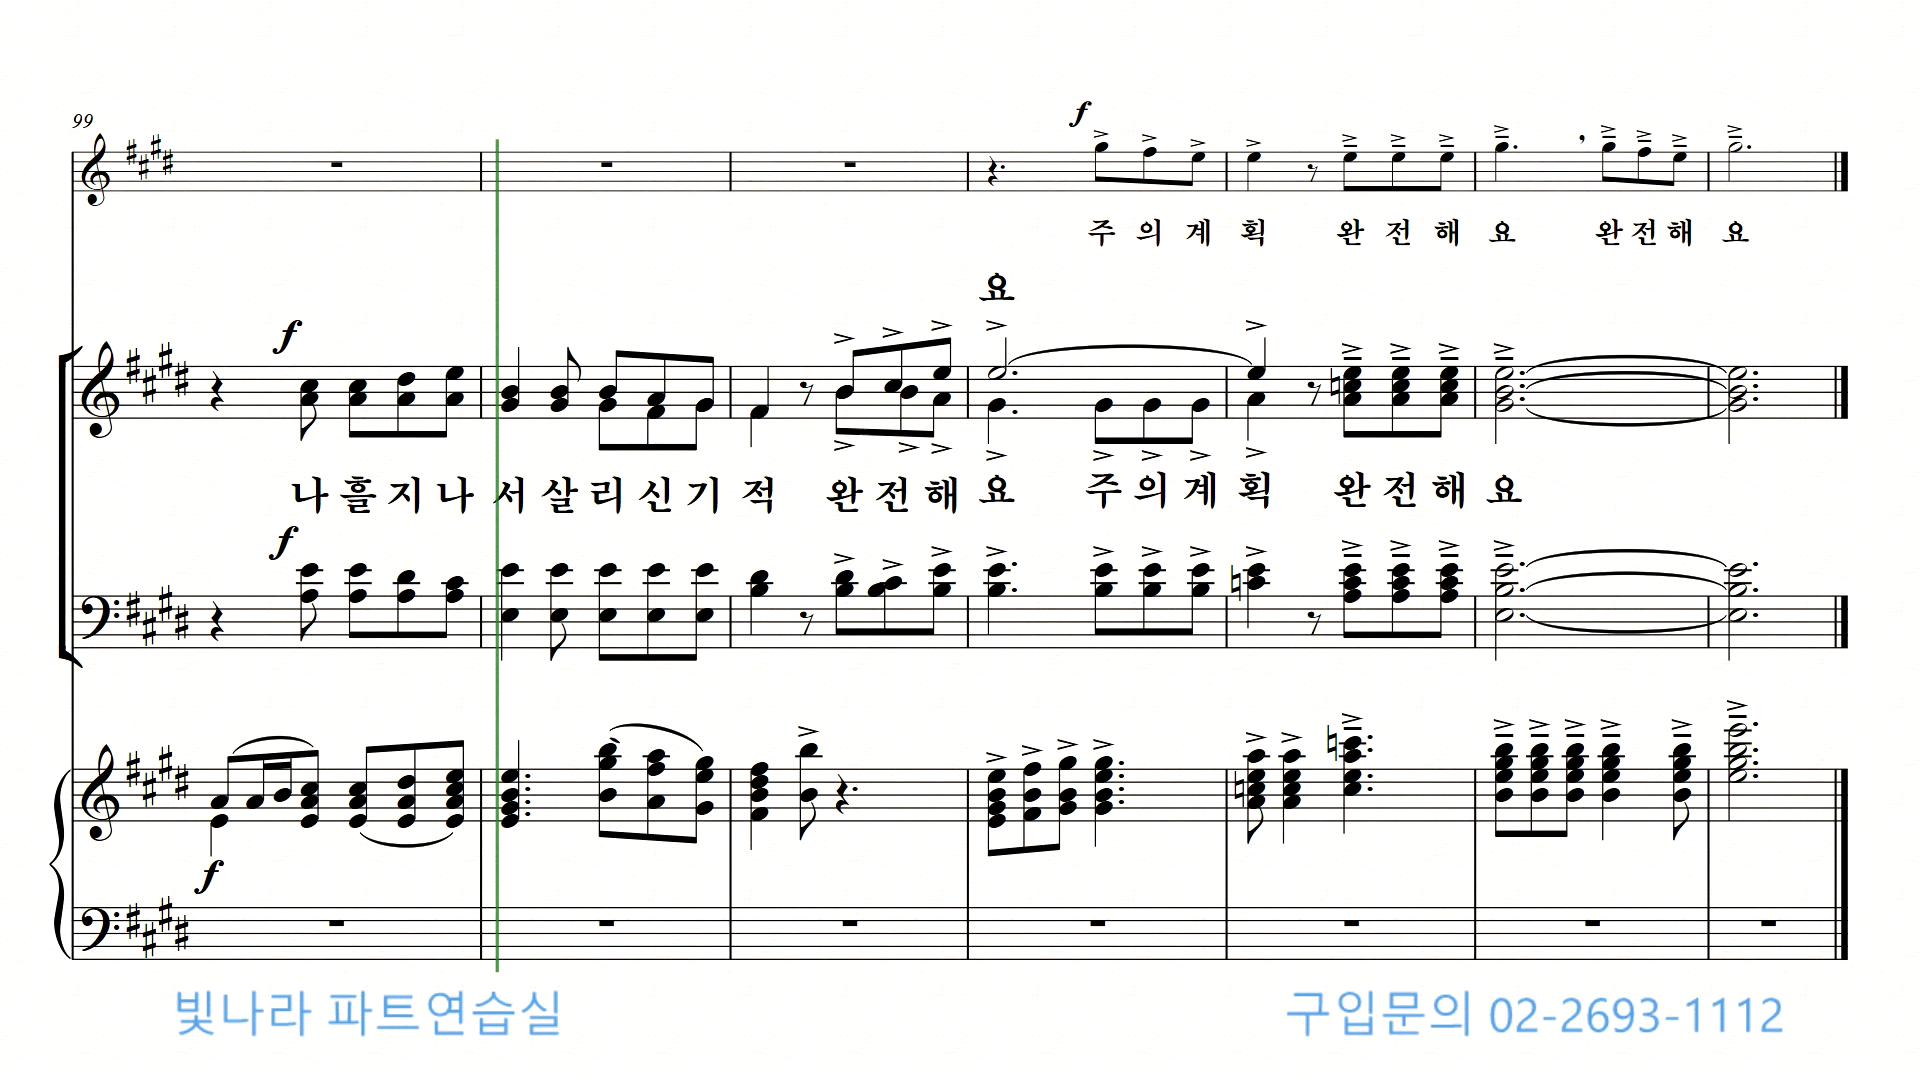 99
f
주 의 계 획 완 전 해 요 완 전 해 요
요
f
나 흘 지 나 서 살 리 신 기 적 완 전 해 요 주 의 계 획 완 전 해 요
f
f
빛나라 파트연습실
구입문의 02-2693-1112